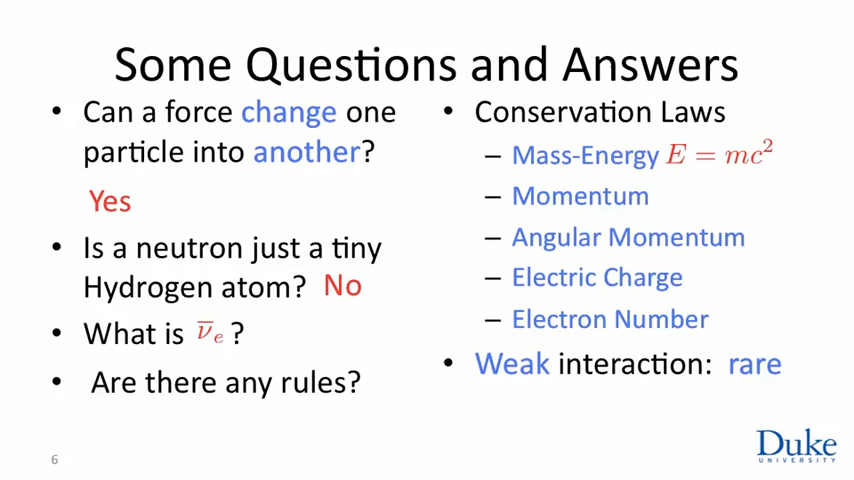 Some Questions and Answers
• Can a force change one
particle into another?
Yes
• Is a neutron just a tiny
Hydrogen atom? No
• What is ν̅ₑ ?
• Are there any rules?
• Conservation Laws
– Mass-Energy E = mc²
– Momentum
– Angular Momentum
– Electric Charge
– Electron Number
• Weak interaction: rare
6
Duke
UNIVERSITY